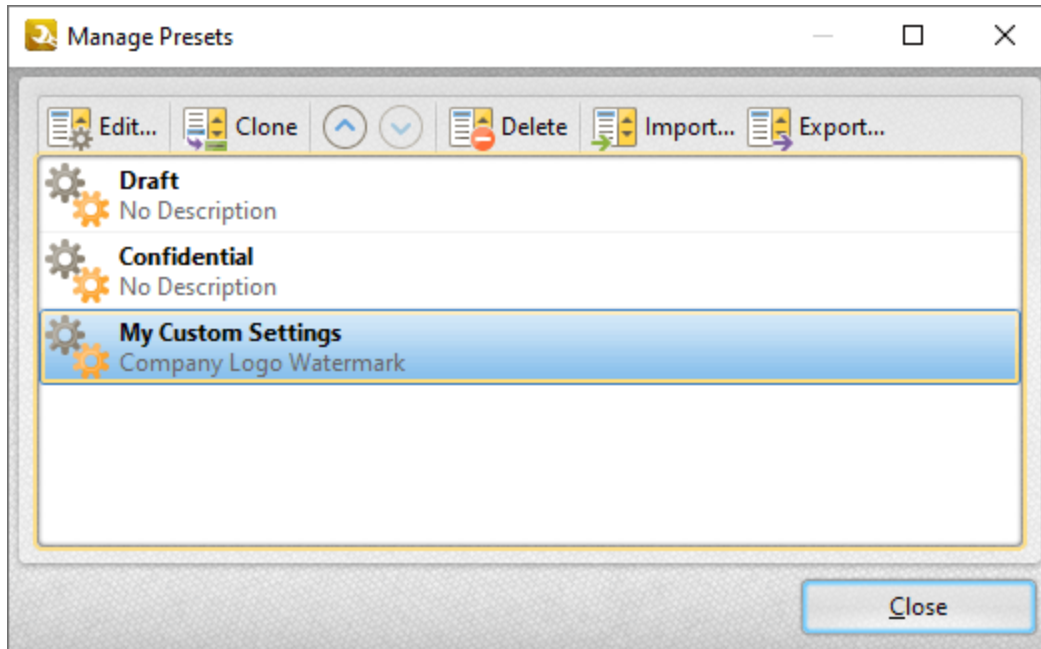 Manage Presets
Edit... Clone Delete Import... Export...
Draft
No Description
Confidential
No Description
My Custom Settings
Company Logo Watermark
Close